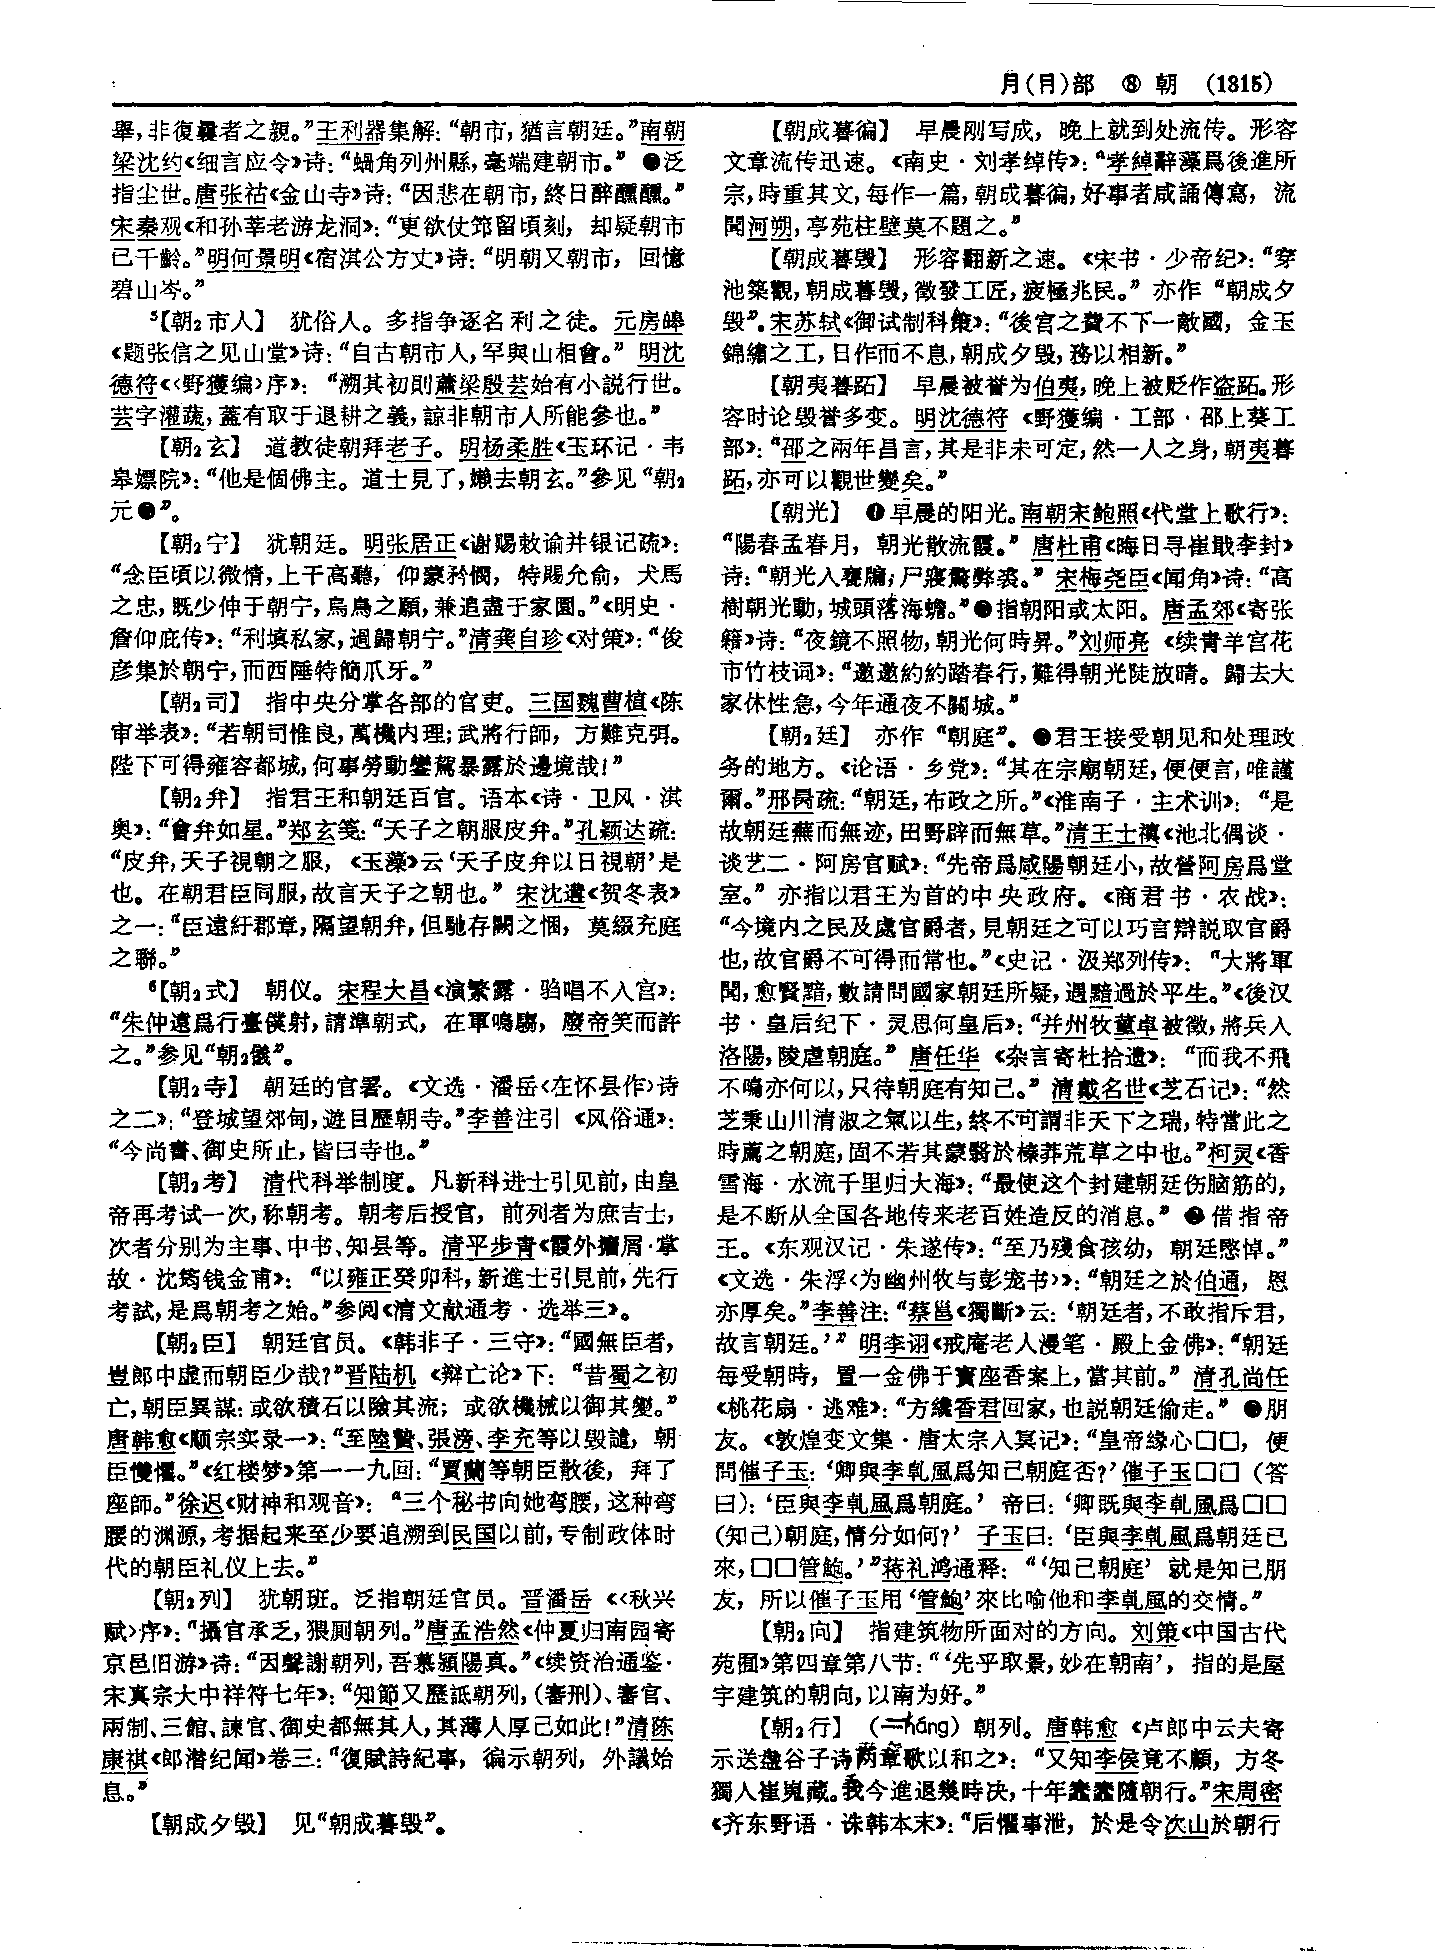 月(月)部 ⑧ 朝 (1315)
舉,非復曩者之親。”王利器集解:“朝市,猶言朝廷。”南朝
梁沈约《细言应令》诗:“蝸角列州縣,毫端建朝市。” ❸泛
指尘世。唐张祜《金山寺》诗:“因悲在朝市,終日醉醺醺。”
宋秦观《和孙莘老游龙洞》:“更欲仗筇留頃刻,却疑朝市
已千齡。”明何景明《宿淇公方丈》诗:“明朝又朝市,回憶
碧山岑。”
⁵【朝₂市人】 犹俗人。多指争逐名利之徒。元房皞
《题张信之见山堂》诗:“自古朝市人,罕與山相會。” 明沈
德符《〈野獲编〉序》:“溯其初則蕭梁殷芸始有小説行世。
芸字灌蔬,蓋有取于退耕之義,諒非朝市人所能參也。”
【朝₂玄】 道教徒朝拜老子。明杨柔胜《玉环记·韦
皋嫖院》:“他是個佛主。道士見了,嬾去朝玄。”參见“朝₂
元❸”。
【朝₂宁】 犹朝廷。明张居正《谢赐敕谕并银记疏》:
“念臣頃以微情,上干高聽,仰蒙矜憫,特賜允俞,犬馬
之忠,既少伸于朝宁,烏鳥之願,兼追盡于家園。”《明史·
詹仰庇传》:“利填私家,過歸朝宁。”清龚自珍《对策》:“俊
彦集於朝宁,而西陲特簡爪牙。”
【朝₂司】 指中央分掌各部的官吏。三国魏曹植《陈
审举表》:“若朝司惟良,萬機内理;武將行師,方難克弭。
陛下可得雍容都城,何事勞動鑾駕暴露於邊境哉!”
【朝₂弁】 指君王和朝廷百官。语本《诗·卫风·淇
奥》:“會弁如星。”郑玄笺:“天子之朝服皮弁。”孔颖达疏:
“皮弁,天子視朝之服,《玉藻》云‘天子皮弁以日視朝’是
也。在朝君臣同服,故言天子之朝也。” 宋沈遘《贺冬表》
之一:“臣遠紆郡章,隔望朝弁,但馳存闕之悃,莫綴充庭
之聯。”
⁶【朝₂式】 朝仪。宋程大昌《演繁露·驺唱不入宫》:
“朱仲遠爲行臺僕射,請準朝式,在軍鳴騶,廢帝笑而許
之。”参见“朝₂儀”。
【朝₂寺】 朝廷的官署。《文选·潘岳〈在怀县作〉诗
之二》:“登城望郊甸,遊目歷朝寺。”李善注引《风俗通》:
“今尚書、御史所止,皆曰寺也。”
【朝₂考】 清代科举制度。凡新科进士引见前,由皇
帝再考试一次,称朝考。朝考后授官,前列者为庶吉士,
次者分别为主事、中书、知县等。清平步青《霞外攟屑·掌
故·沈筠钱金甫》:“以雍正癸卯科,新進士引見前,先行
考試,是爲朝考之始。”参阅《清文献通考·选举三》。
【朝₂臣】 朝廷官员。《韩非子·三守》:“國無臣者,
豈郎中虚而朝臣少哉?”晋陆机《辩亡论》下:“昔蜀之初
亡,朝臣異謀:或欲積石以險其流;或欲機械以御其變。”
唐韩愈《顺宗实录一》:“至陸贄、張滂、李充等以毁譴,朝
臣慢懼。”《红楼梦》第一一九回:“賈蘭等朝臣散後,拜了
座師。”徐迟《财神和观音》:“三个秘书向她弯腰,这种弯
腰的渊源,考据起来至少要追溯到民国以前,专制政体时
代的朝臣礼仪上去。”
【朝₂列】 犹朝班。泛指朝廷官员。晋潘岳《〈秋兴
赋〉序》:“攝官承乏,猥厠朝列。”唐孟浩然《仲夏归南园寄
京邑旧游》诗:“因聲謝朝列,吾慕潁陽真。”《续资治通鉴·
宋真宗大中祥符七年》:“知節又歷詆朝列,(審刑)、審官、
兩制、三館、諫官、御史都無其人,其薄人厚己如此!”清陈
康祺《郎潜纪闻》卷三:“復賦詩紀事,徧示朝列,外議始
息。”
【朝成夕毁】 见“朝成暮毁”。
【朝成暮徧】 早晨刚写成,晚上就到处流传。形容
文章流传迅速。《南史·刘孝绰传》:“孝綽辭藻爲後進所
宗,時重其文,每作一篇,朝成暮徧,好事者咸誦傳寫,流
聞河朔,亭苑柱壁莫不題之。”
【朝成暮毁】 形容翻新之速。《宋书·少帝纪》:“穿
池築觀,朝成暮毁,徵發工匠,疲極兆民。” 亦作“朝成夕
毁”。宋苏轼《御试制科策》:“後宫之費不下一敵國,金玉
錦繡之工,日作而不息,朝成夕毁,務以相新。”
【朝夷暮跖】 早晨被誉为伯夷,晚上被贬作盗跖。形
容时论毁誉多变。明沈德符《野獲编·工部·邵上葵工
部》:“邵之兩年昌言,其是非未可定,然一人之身,朝夷暮
跖,亦可以觀世變矣。”
【朝光】 ❶早晨的阳光。南朝宋鲍照《代堂上歌行》:
“陽春孟春月,朝光散流霞。” 唐杜甫《晦日寻崔戢李封》
诗:“朝光入甕牖,尸寢驚弊裘。” 宋梅尧臣《闻角》诗:“高
樹朝光動,城頭落海蟾。”❷指朝阳或太阳。唐孟郊《寄张
籍》诗:“夜鏡不照物,朝光何時昇。”刘师亮《续青羊宫花
市竹枝词》:“邀邀約約踏春行,難得朝光陡放晴。歸去大
家休性急,今年通夜不關城。”
【朝₂廷】 亦作“朝庭”。❶君王接受朝见和处理政
务的地方。《论语·乡党》:“其在宗廟朝廷,便便言,唯謹
爾。”邢昺疏:“朝廷,布政之所。”《淮南子·主术训》:“是
故朝廷蕪而無迹,田野辟而無草。”清王士禛《池北偶谈·
谈艺二·阿房宫赋》:“先帝爲咸陽朝廷小,故營阿房爲堂
室。” 亦指以君王为首的中央政府。《商君书·农战》:
“今境内之民及處官爵者,見朝廷之可以巧言辯説取官爵
也,故官爵不可得而常也。”《史记·汲郑列传》:“大將軍
聞,愈賢黯,數請問國家朝廷所疑,遇黯過於平生。”《後汉
书·皇后纪下·灵思何皇后》:“并州牧董卓被徵,將兵入
洛陽,陵虐朝庭。” 唐任华《杂言寄杜拾遗》:“而我不飛
不鳴亦何以,只待朝庭有知己。” 清戴名世《芝石记》:“然
芝秉山川清淑之氣以生,終不可謂非天下之瑞,特當此之
時薦之朝庭,固不若其蒙翳於榛莽荒草之中也。”柯灵《香
雪海·水流千里归大海》:“最使这个封建朝廷伤脑筋的,
是不断从全国各地传来老百姓造反的消息。” ❷借指帝
王。《东观汉记·朱遂传》:“至乃殘食孩幼,朝廷愍悼。”
《文选·朱浮〈为幽州牧与彭宠书〉》:“朝廷之於伯通,恩
亦厚矣。”李善注:“蔡邕《獨斷》云:‘朝廷者,不敢指斥君,
故言朝廷。’” 明李诩《戒庵老人漫笔·殿上金佛》:“朝廷
每受朝時,置一金佛于寶座香案上,當其前。” 清孔尚任
《桃花扇·逃难》:“方纔香君回家,也説朝廷偷走。” ❸朋
友。《敦煌变文集·唐太宗入冥记》:“皇帝緣心□□,便
問催子玉:‘卿與李乹風爲知己朝庭否?’催子玉□□(答
曰):‘臣與李乹風爲朝庭。’ 帝曰:‘卿既與李乹風爲□□
(知己)朝庭,情分如何?’ 子玉曰:‘臣與李乹風爲朝廷已
來,□□管鮑。’”蒋礼鸿通释:“‘知己朝庭’ 就是知己朋
友,所以催子玉用‘管鮑’來比喻他和李乹風的交情。”
【朝₂向】 指建筑物所面对的方向。刘策《中国古代
苑囿》第四章第八节:“‘先乎取景,妙在朝南’,指的是屋
宇建筑的朝向,以南为好。”
【朝₂行】 (—háng) 朝列。唐韩愈《卢郎中云夫寄
示送盘谷子诗两章歌以和之》:“又知李侯竟不顧,方冬
獨入崔嵬藏。我今進退幾時决,十年蠢蠢隨朝行。”宋周密
《齐东野语·诛韩本末》:“后懼事泄,於是令次山於朝行